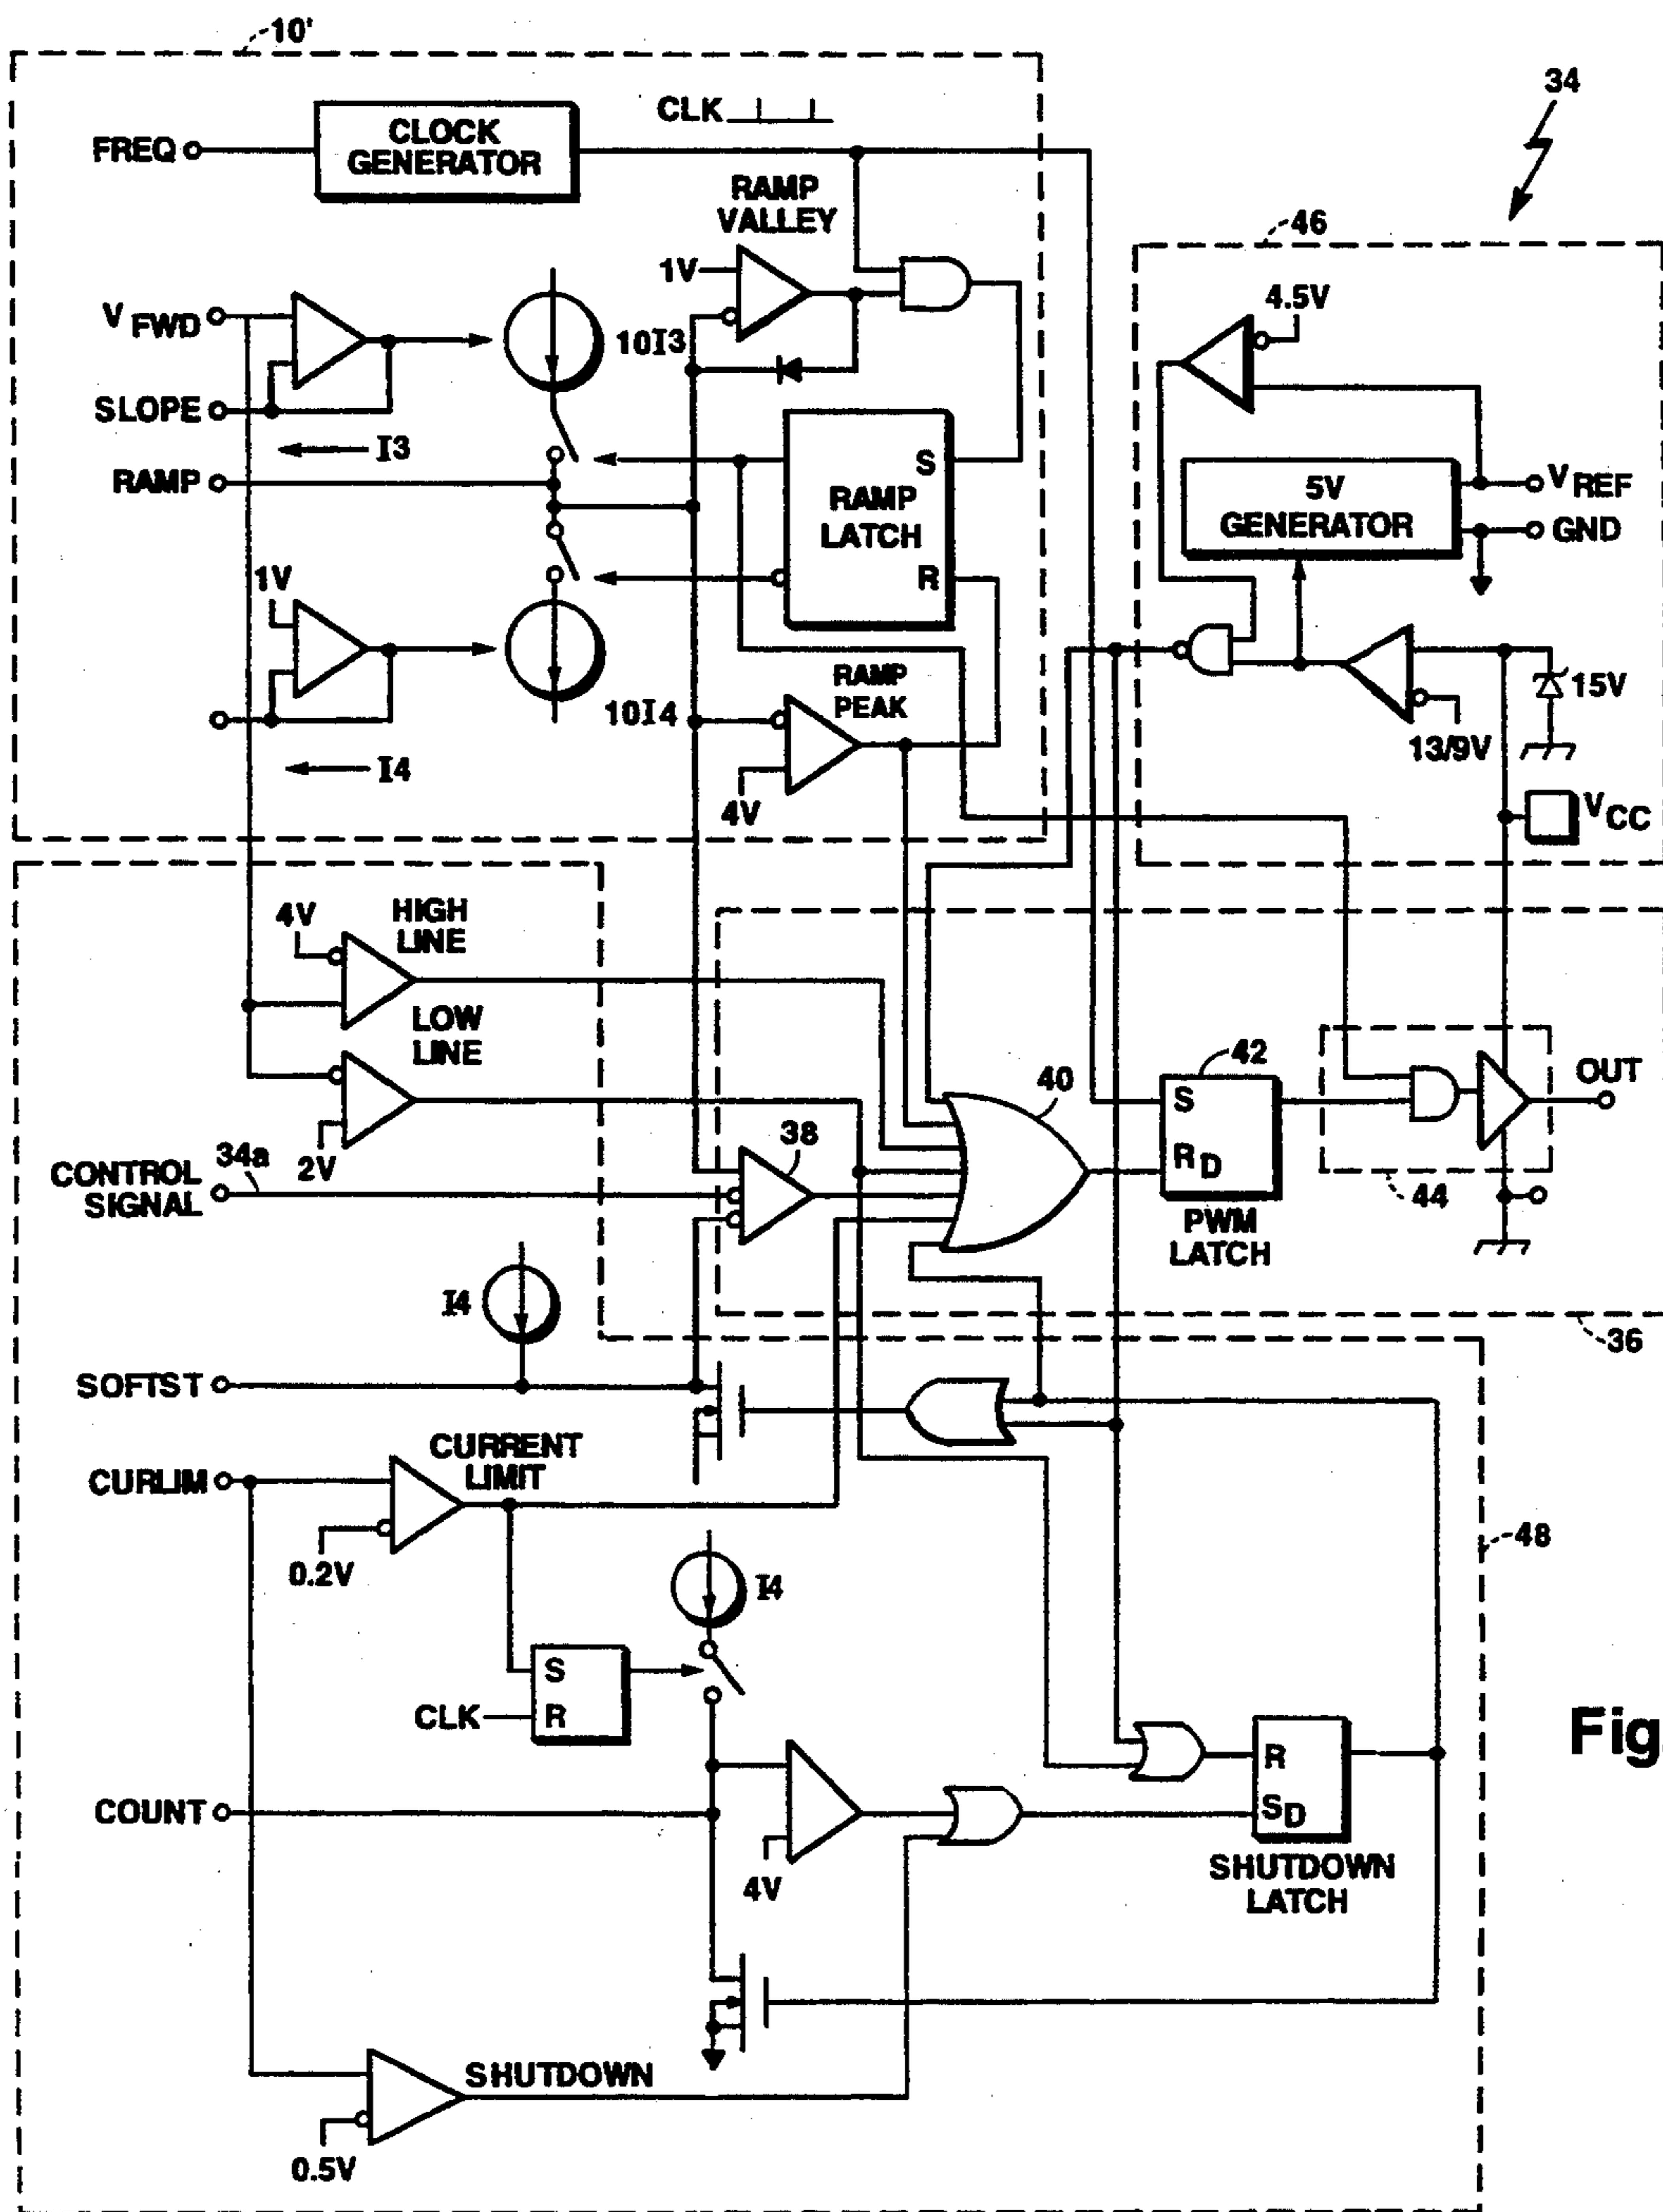 10'
34
CLK
FREQ
CLOCK
GENERATOR
RAMP
VALLEY
46
1V
4.5V
V FWD
10I3
SLOPE
I3
RAMP
S
RAMP
LATCH
R
5V
GENERATOR
V REF
GND
1V
RAMP
PEAK
10I4
15V
13/9V
I4
4V
VCC
4V
HIGH
LINE
LOW
LINE
2V
42
40
OUT
S
RD
38
34a
CONTROL
SIGNAL
44
PWM
LATCH
I4
36
SOFTST
CURRENT
LIMIT
CURLIM
0.2V
48
I4
S
R
CLK
Fig
R
SD
COUNT
4V
SHUTDOWN
LATCH
SHUTDOWN
0.5V